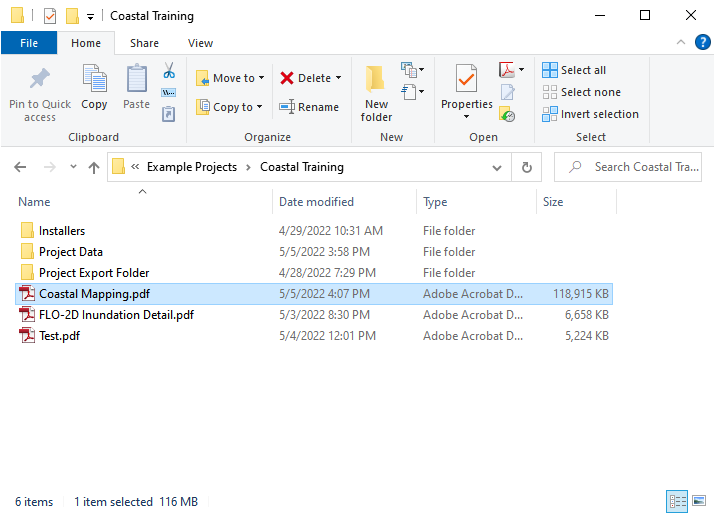 Coastal Training
File Home Share View
Pin to Quick access
Copy
Paste
Move to
Copy to
Delete
Rename
New folder
Properties
Select all
Select none
Invert selection
Clipboard Organize New Open Select
« Example Projects > Coastal Training
Search Coastal Tra...
Name Date modified Type Size
Installers 4/29/2022 10:31 AM File folder
Project Data 5/5/2022 3:58 PM File folder
Project Export Folder 4/28/2022 7:29 PM File folder
Coastal Mapping.pdf 5/5/2022 4:07 PM Adobe Acrobat D... 118,915 KB
FLO-2D Inundation Detail.pdf 5/3/2022 8:30 PM Adobe Acrobat D... 6,658 KB
Test.pdf 5/4/2022 12:01 PM Adobe Acrobat D... 5,224 KB
6 items 1 item selected 116 MB